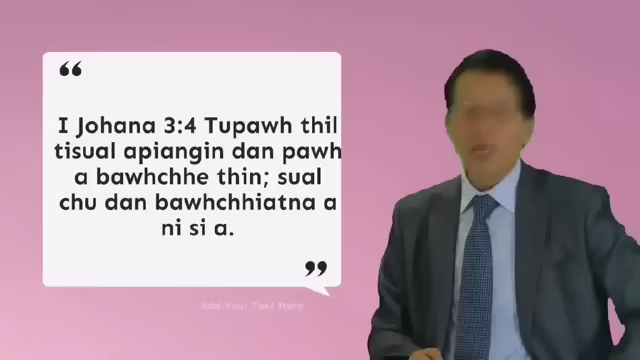 I Johana 3:4 Tupawh thil
tisual apiangin dan pawh
a bawhchhe thin; sual
chu dan bawhchhiatna a
ni si a.
Add Your Text Here